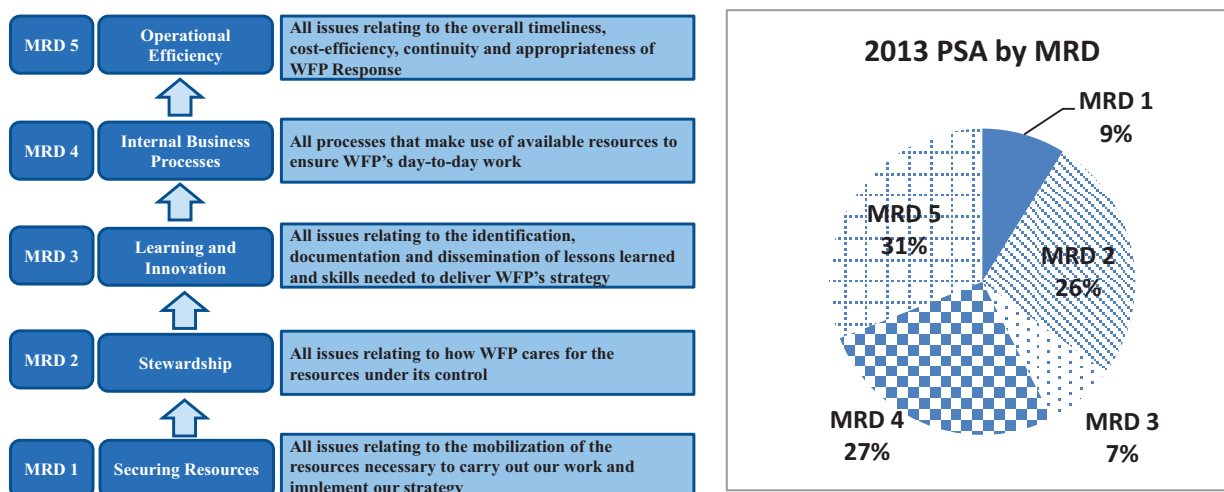 MRD 5
Operational
Efficiency
All issues relating to the overall timeliness,
cost-efficiency, continuity and appropriateness of
WFP Response
MRD 4
Internal Business
Processes
All processes that make use of available resources to
ensure WFP's day-to-day work
MRD 3
Learning and
Innovation
All issues relating to the identification,
documentation and dissemination of lessons learned
and skills needed to deliver WFP's strategy
MRD 2
Stewardship
All issues relating to how WFP cares for the
resources under its control
MRD 1
Securing Resources
All issues relating to the mobilization of the
resources necessary to carry out our work and
implement our strategy
2013 PSA by MRD
MRD 1
9%
MRD 5
31%
MRD 2
26%
MRD 4
27%
MRD 3
7%